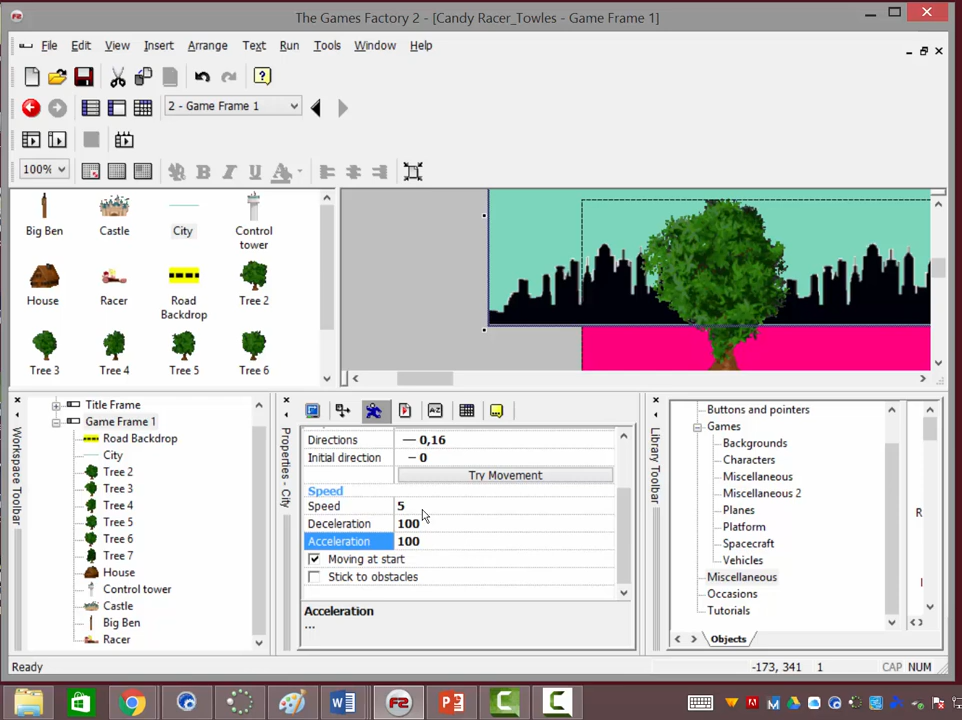 The Games Factory 2 - [Candy Racer_Towles - Game Frame 1]
File Edit View Insert Arrange Text Run Tools Window Help
2 - Game Frame 1
100%
B I U A
Big Ben Castle City Control tower
House Racer Road Backdrop Tree 2
Tree 3 Tree 4 Tree 5 Tree 6
Workspace Toolbar
Title Frame
Game Frame 1
Road Backdrop
City
Tree 2
Tree 3
Tree 4
Tree 5
Tree 6
Tree 7
House
Control tower
Castle
Big Ben
Racer
Properties - City
Directions 0,16
Initial direction 0
Try Movement
Speed
Speed 5
Deceleration 100
Acceleration 100
Moving at start
Stick to obstacles
Acceleration
...
Library Toolbar
Buttons and pointers
Games
Backgrounds
Characters
Miscellaneous
Miscellaneous 2
Planes
Platform
Spacecraft
Vehicles
Miscellaneous
Occasions
Tutorials
Objects
Ready
-173, 341 1 CAP NUM